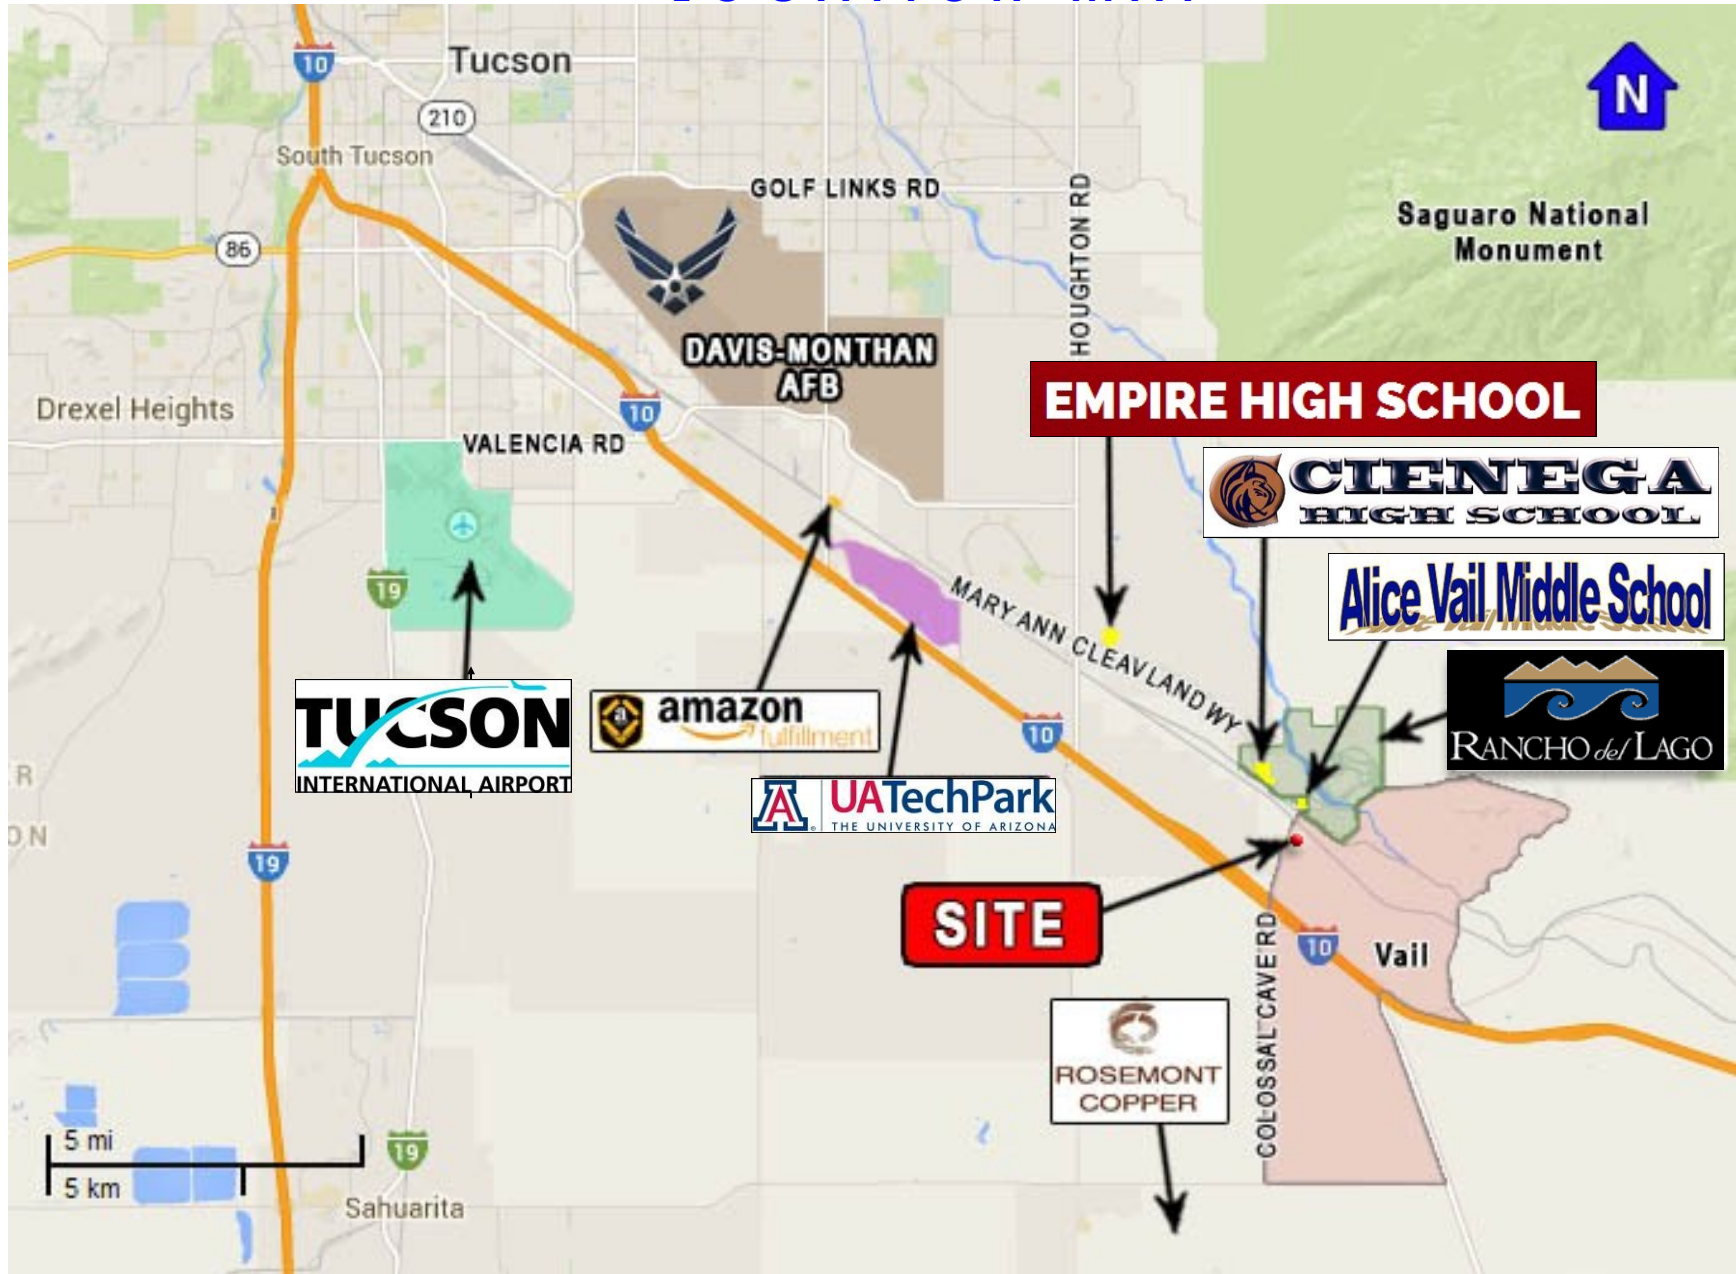 10
Tucson
210
South Tucson
N
GOLF LINKS RD
HOUGHTON RD
Saguaro National
Monument
86
DAVIS-MONTHAN
AFB
10
EMPIRE HIGH SCHOOL
Drexel Heights
VALENCIA RD
CIENEGA
HIGH SCHOOL
19
Alice Vail Middle School
MARY ANN CLEAVLAND WY
TUCSON
INTERNATIONAL AIRPORT
a
amazon
fulfillment
10
RANCHO del LAGO
A
UATechPark
THE UNIVERSITY OF ARIZONA
R
ON
19
SITE
COLOSSAL CAVE RD
10
Vail
ROSEMONT
COPPER
5 mi
5 km
19
Sahuarita